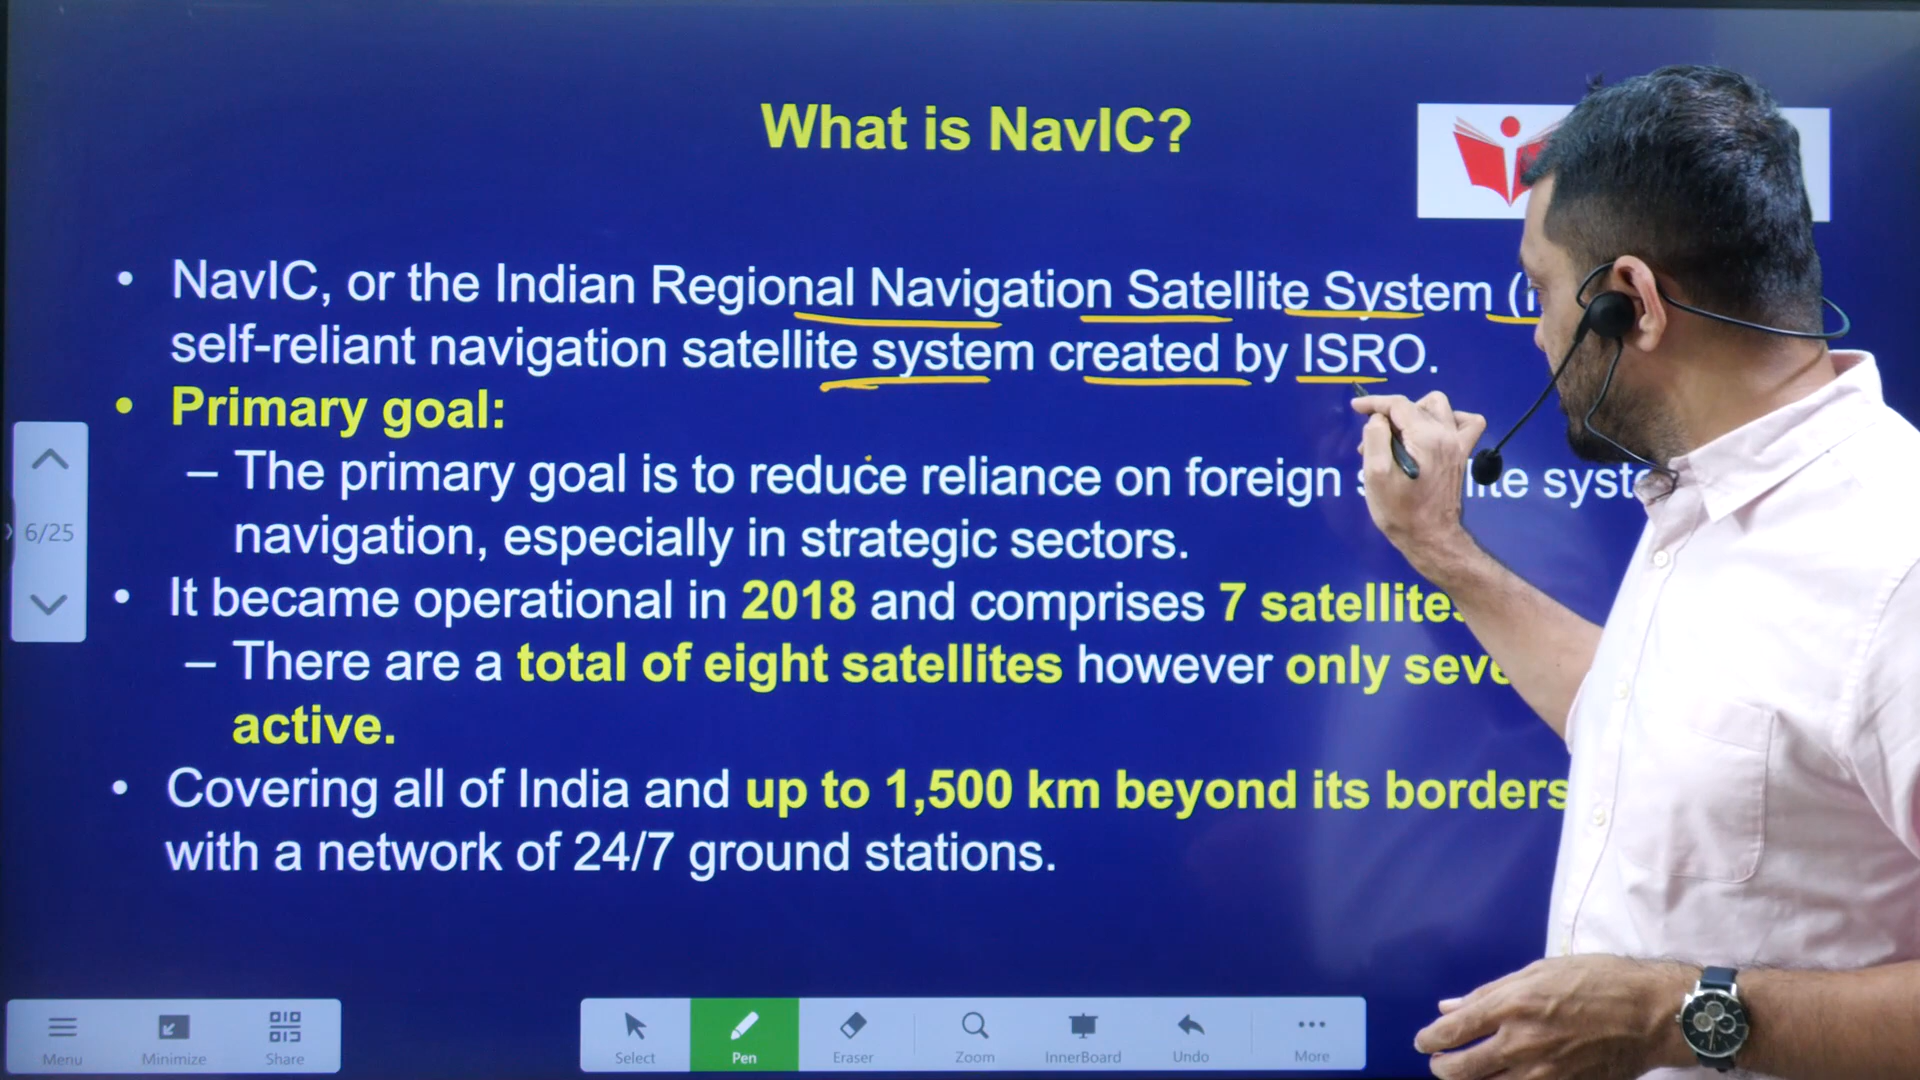 What is NavIC?
• NavIC, or the Indian Regional Navigation Satellite System (
self-reliant navigation satellite system created by ISRO.
• Primary goal:
– The primary goal is to reduce reliance on foreign
navigation, especially in strategic sectors.
• It became operational in 2018 and comprises 7
– There are a total of eight satellites however only
active.
• Covering all of India and up to 1,500 km beyond its borders
with a network of 24/7 ground stations.
6/25
Menu Minimize Share Select Pen Eraser Zoom InnerBoard Undo More